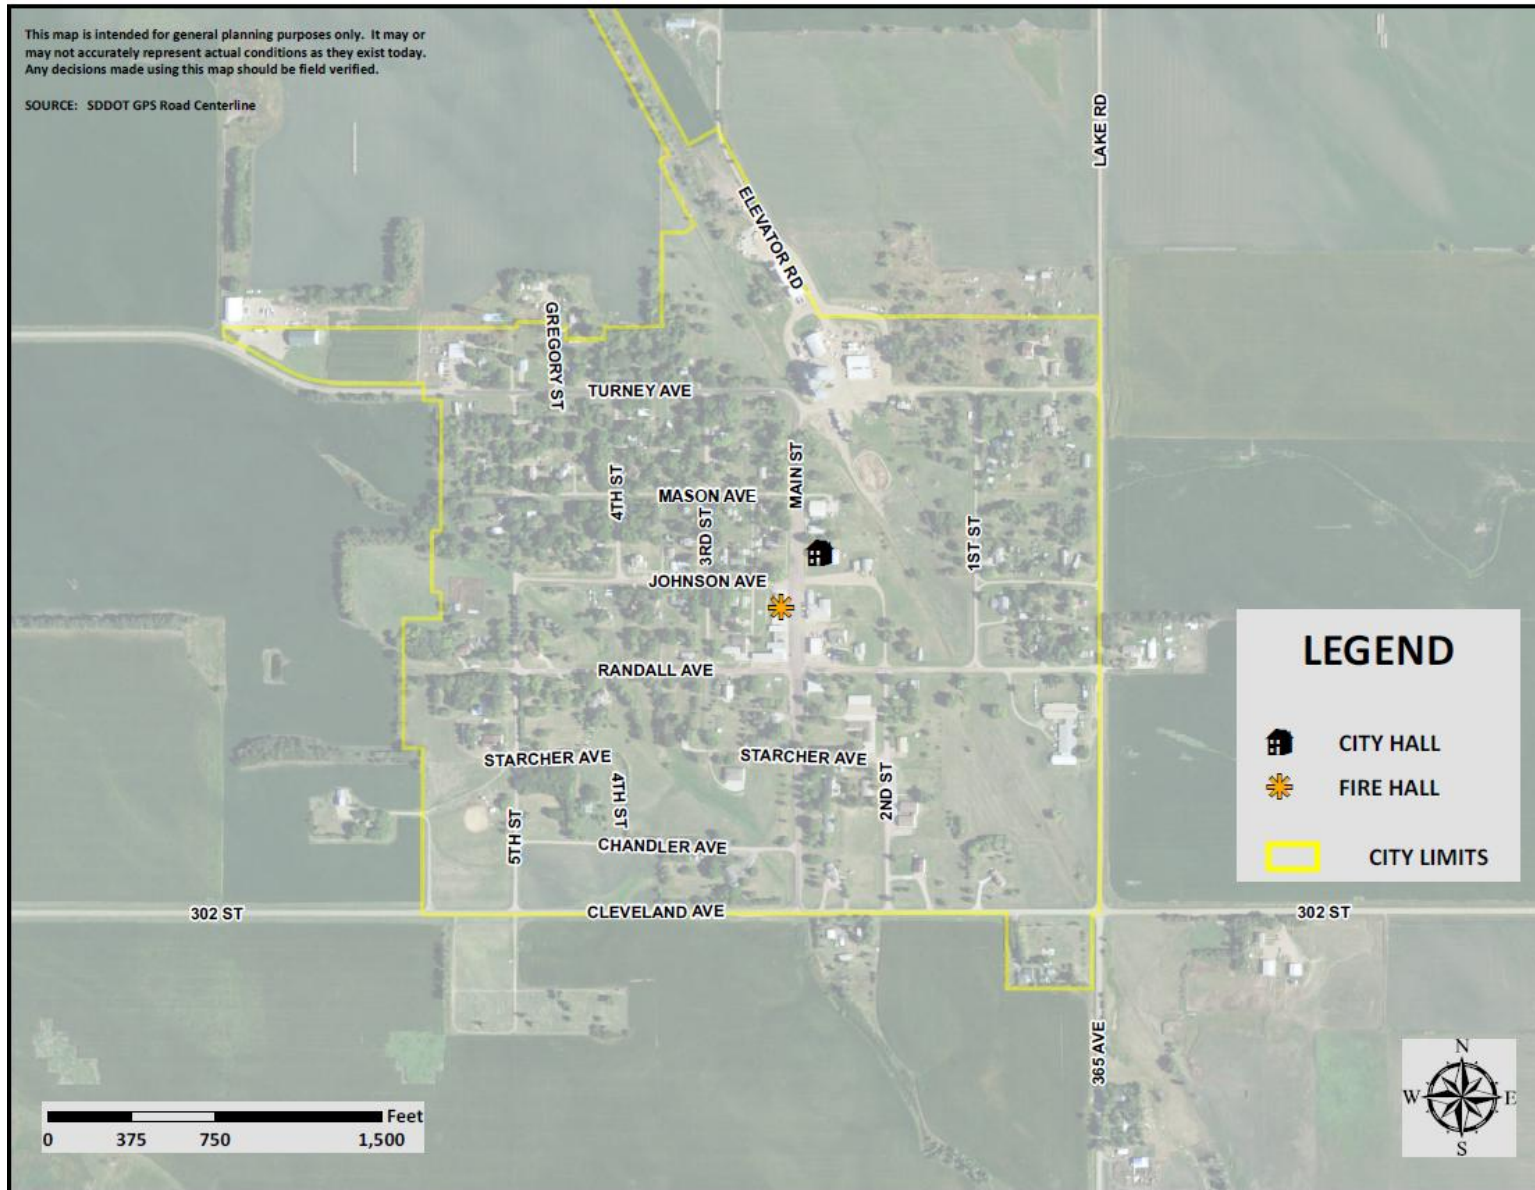 This map is intended for general planning purposes only. It may or
may not accurately represent actual conditions as they exist today.
Any decisions made using this map should be field verified.
SOURCE: SDDOT GPS Road Centerline
LAKE RD
ELEVATOR RD
GREGORY ST
TURNEY AVE
MAIN ST
4TH ST
MASON AVE
3RD ST
1ST ST
JOHNSON AVE
RANDALL AVE
STARCHER AVE
STARCHER AVE
4TH ST
2ND ST
5TH ST
CHANDLER AVE
302 ST
CLEVELAND AVE
302 ST
365 AVE
LEGEND
CITY HALL
FIRE HALL
CITY LIMITS
Feet
0 375 750 1,500
N
W E
S